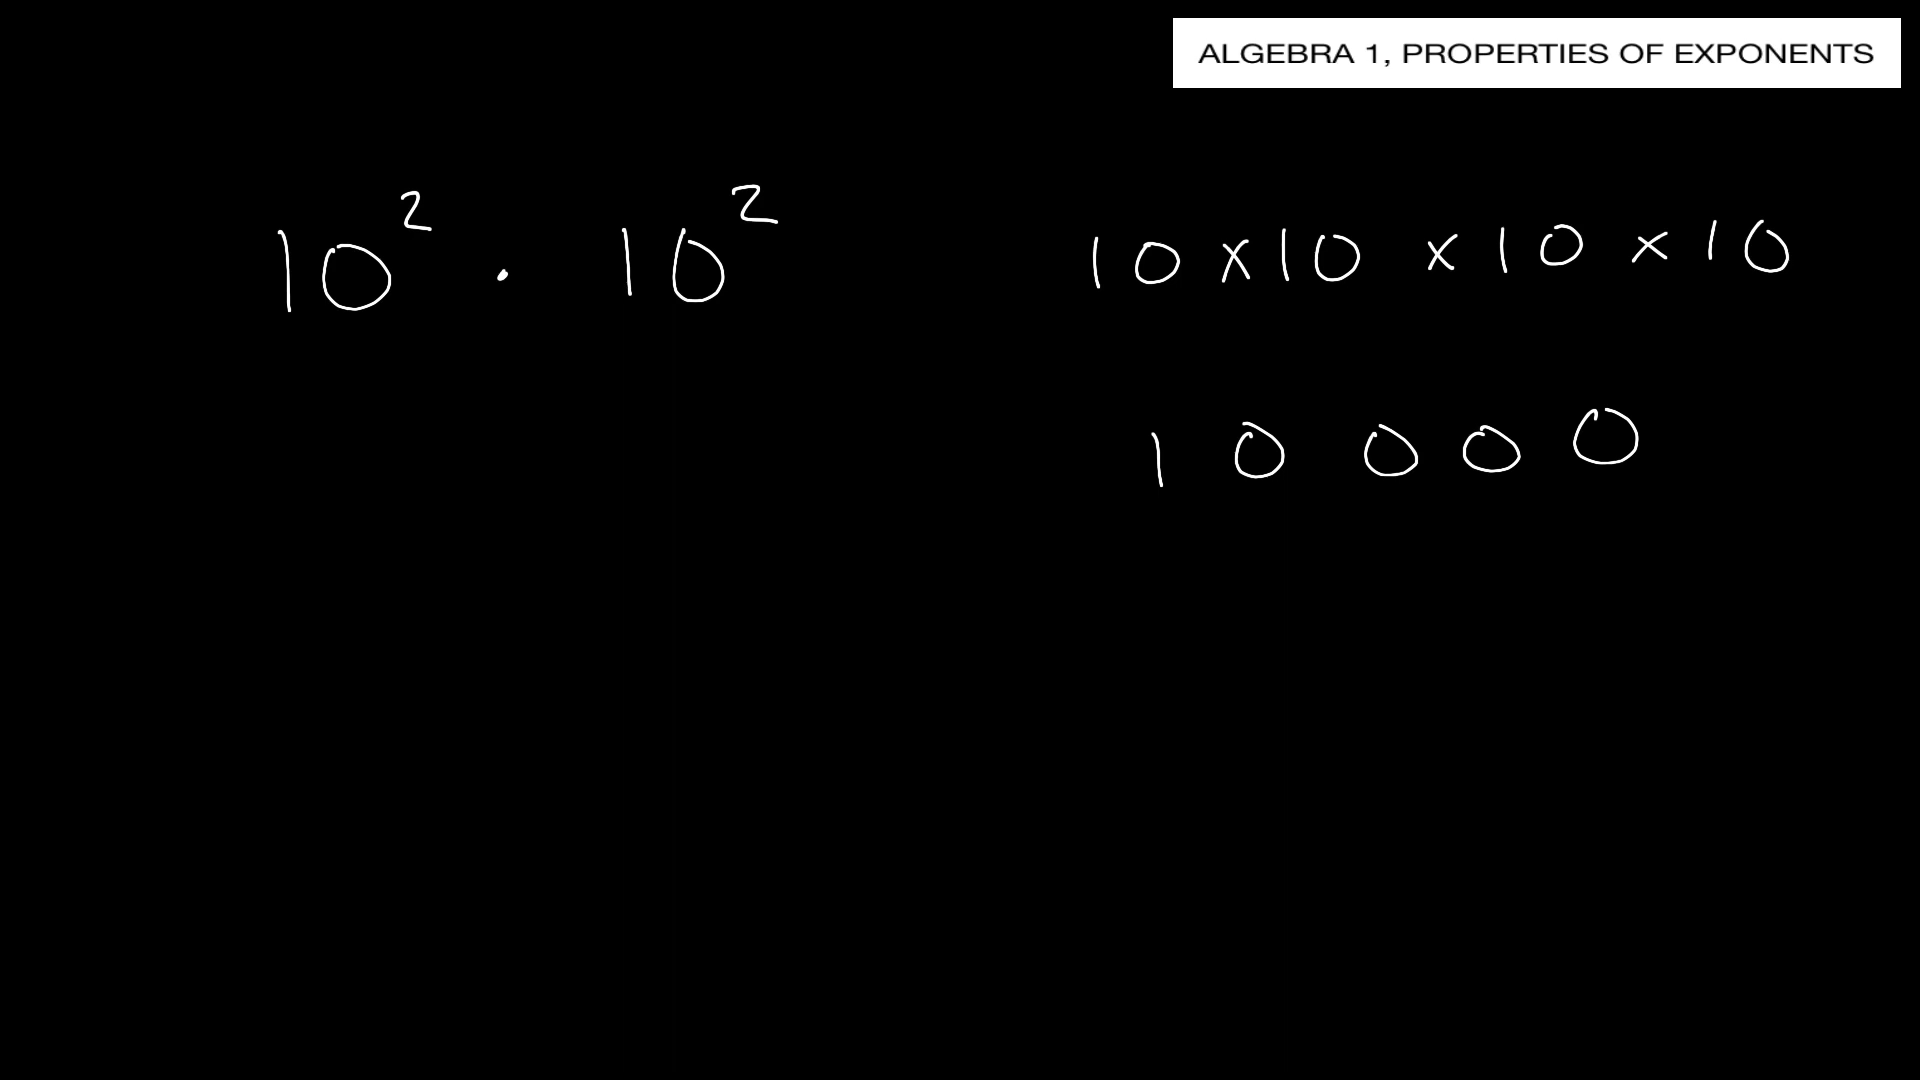 ALGEBRA 1, PROPERTIES OF EXPONENTS
10² · 10²
10 x 10 x 10 x 10
10000